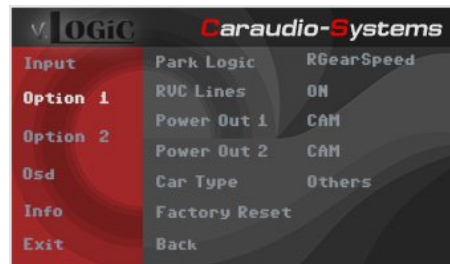 V.LOGiC Caraudio-Systems
Input Park Logic RGearSpeed
Option 1 RVC Lines ON
Power Out 1 CAM
Option 2 Power Out 2 CAM
Osd Car Type Others
Info Factory Reset
Exit Back